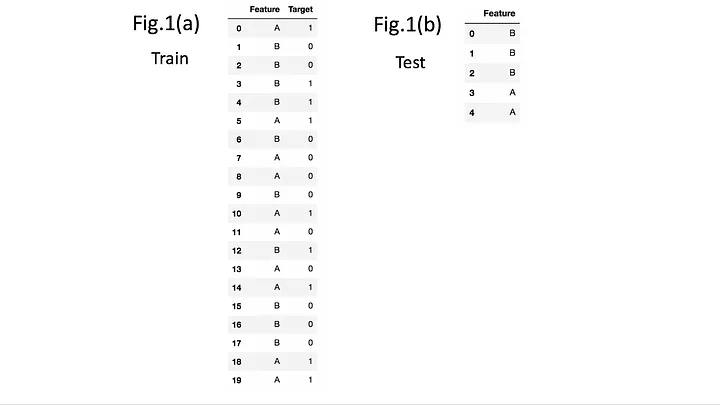 Fig.1(a)
Train
Feature Target
0 A 1
1 B 0
2 B 0
3 B 1
4 B 1
5 A 1
6 B 0
7 A 0
8 A 0
9 B 0
10 A 1
11 A 0
12 B 1
13 A 0
14 A 1
15 B 0
16 B 0
17 B 0
18 A 1
19 A 1
Fig.1(b)
Test
Feature
0 B
1 B
2 B
3 A
4 A